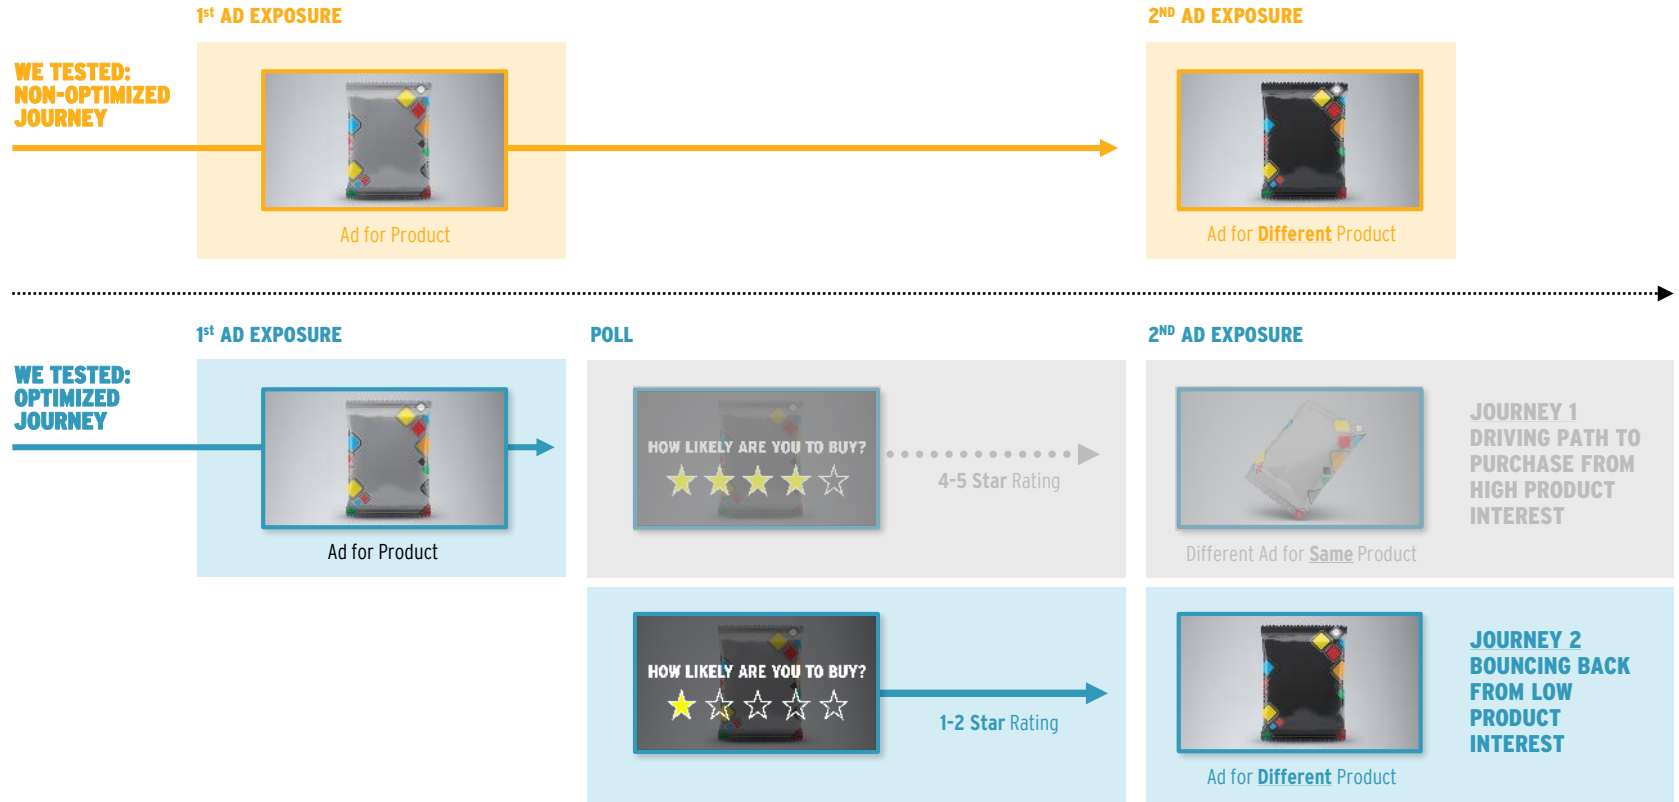 1st AD EXPOSURE
2ND AD EXPOSURE
WE TESTED:
NON-OPTIMIZED
JOURNEY
Ad for Product
Ad for Different Product
1st AD EXPOSURE
POLL
2ND AD EXPOSURE
WE TESTED:
OPTIMIZED
JOURNEY
Ad for Product
HOW LIKELY ARE YOU TO BUY?
4-5 Star Rating
Different Ad for Same Product
JOURNEY 1
DRIVING PATH TO
PURCHASE FROM
HIGH PRODUCT
INTEREST
HOW LIKELY ARE YOU TO BUY?
1-2 Star Rating
Ad for Different Product
JOURNEY 2
BOUNCING BACK
FROM LOW
PRODUCT
INTEREST